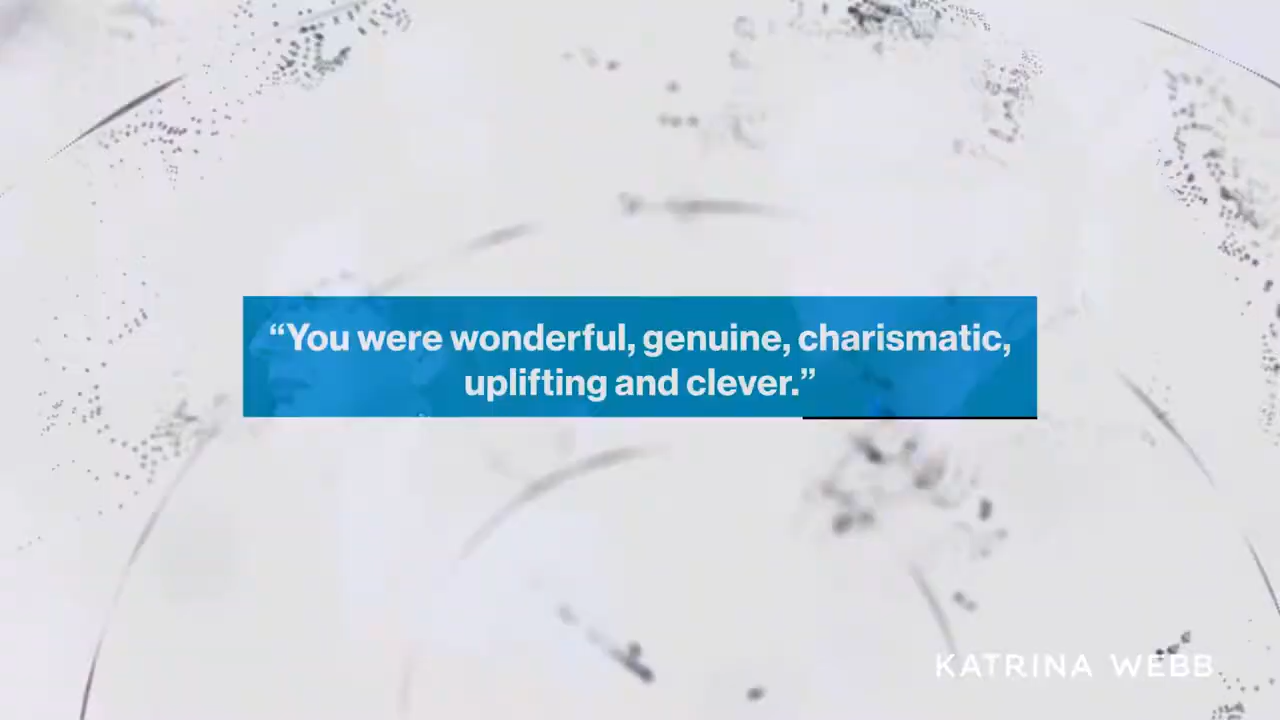 “You were wonderful, genuine, charismatic,
uplifting and clever.”
KATRINA WEBB